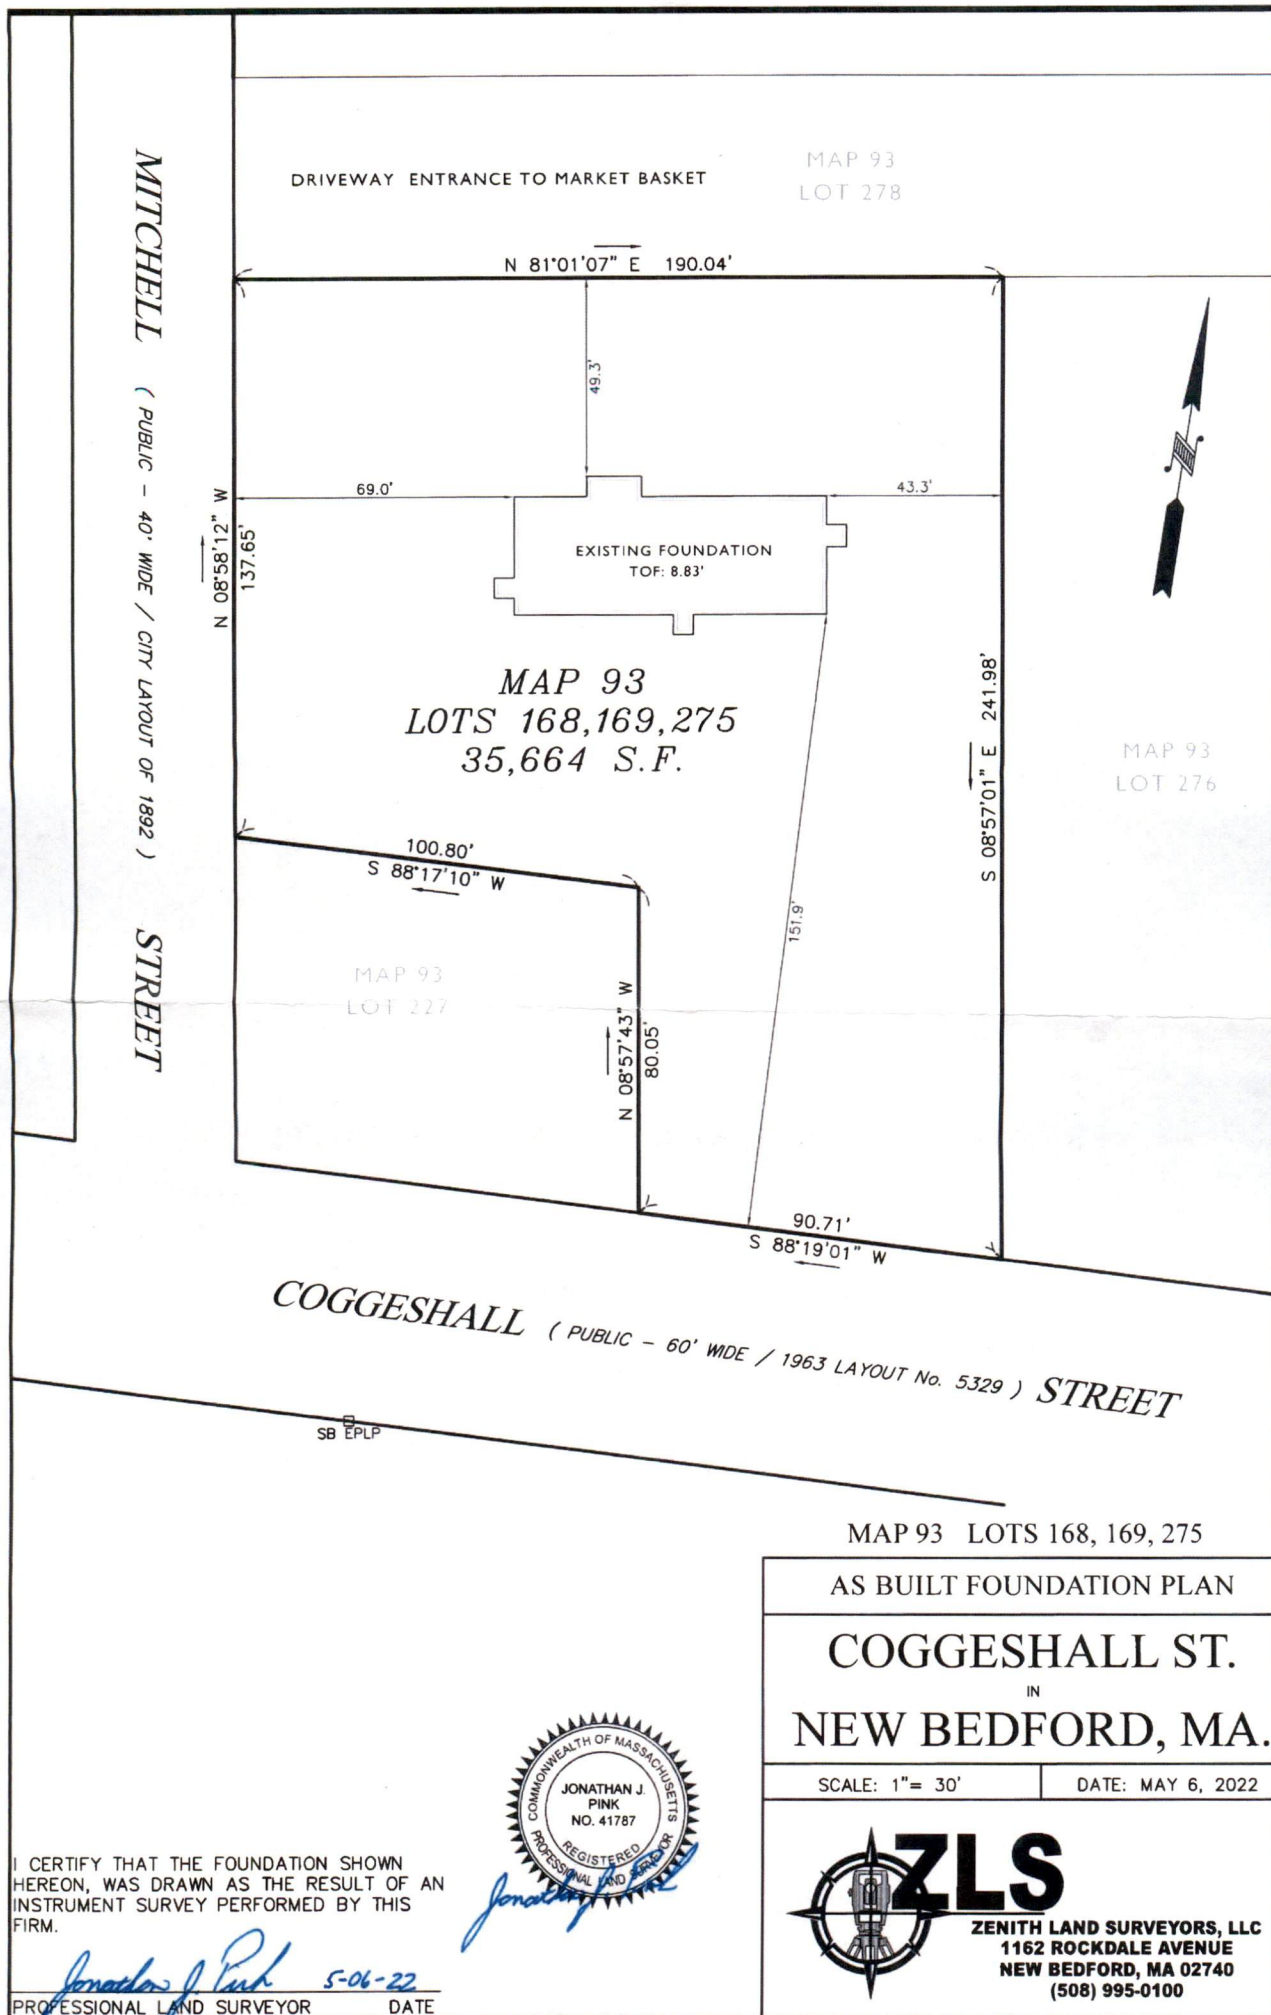 MAP 93
LOT 278
DRIVEWAY ENTRANCE TO MARKET BASKET
N 81°01'07" E 190.04'
MITCHELL ( PUBLIC - 40' WIDE / CITY LAYOUT OF 1892 ) STREET
49.3'
69.0'
43.3'
N 08°58'12" W
137.65'
EXISTING FOUNDATION
TOF: 8.83'
MAP 93
LOTS 168,169,275
35,664 S.F.
S 08°57'01" E 241.98'
MAP 93
LOT 276
100.80'
S 88°17'10" W
151.9'
MAP 93
LOT 227
N 08°57'43" W
80.05'
90.71'
S 88°19'01" W
COGGESHALL ( PUBLIC - 60' WIDE / 1963 LAYOUT No. 5329 ) STREET
SB EPLP
MAP 93 LOTS 168, 169, 275
AS BUILT FOUNDATION PLAN
COGGESHALL ST.
IN
NEW BEDFORD, MA.
SCALE: 1"= 30'
DATE: MAY 6, 2022
COMMONWEALTH OF MASSACHUSETTS
JONATHAN J.
PINK
NO. 41787
REGISTERED
PROFESSIONAL LAND SURVEYOR
Jonathan J. Pink
I CERTIFY THAT THE FOUNDATION SHOWN
HEREON, WAS DRAWN AS THE RESULT OF AN
INSTRUMENT SURVEY PERFORMED BY THIS
FIRM.
Jonathan J. Pink 5-06-22
PROFESSIONAL LAND SURVEYOR DATE
ZLS
ZENITH LAND SURVEYORS, LLC
1162 ROCKDALE AVENUE
NEW BEDFORD, MA 02740
(508) 995-0100